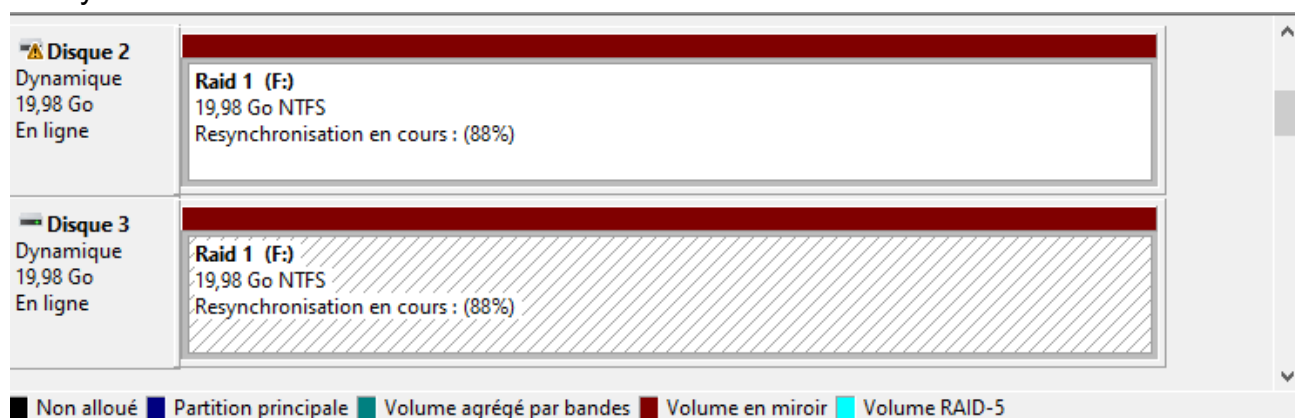 Disque 2
Dynamique
19,98 Go
En ligne
Raid 1 (F:)
19,98 Go NTFS
Resynchronisation en cours : (88%)
Disque 3
Dynamique
19,98 Go
En ligne
Raid 1 (F:)
19,98 Go NTFS
Resynchronisation en cours : (88%)
Non alloué Partition principale Volume agrégé par bandes Volume en miroir Volume RAID-5